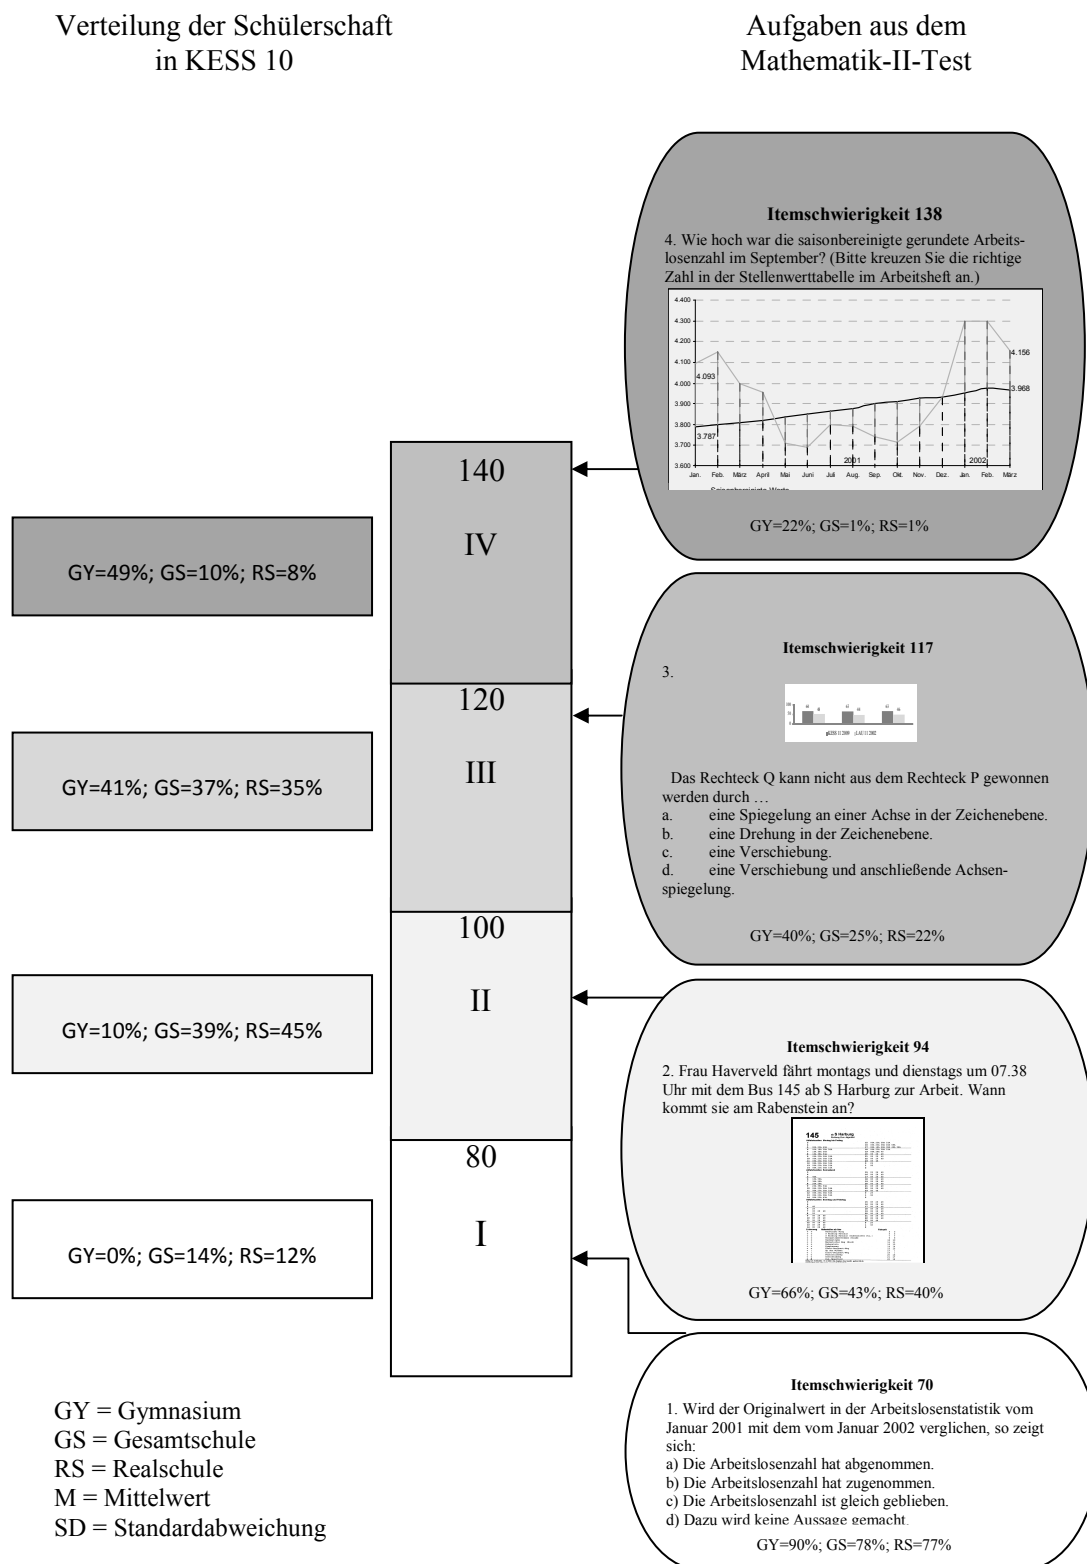 Verteilung der Schülerschaft
in KESS 10
Aufgaben aus dem
Mathematik-II-Test
Itemschwierigkeit 138
4. Wie hoch war die saisonbereinigte gerundete Arbeits-
losenzahl im September? (Bitte kreuzen Sie die richtige
Zahl in der Stellenwerttabelle im Arbeitsheft an.)
4.400
4.300
4.200
4.100
4.000
3.900
3.800
3.700
3.600
4.093
3.787
4.156
3.968
2001
2002
Jan. Feb. März April Mai Juni Juli Aug. Sep. Okt. Nov. Dez. Jan. Feb. März
Saisonbereinigte Werte
GY=22%; GS=1%; RS=1%
140
IV
GY=49%; GS=10%; RS=8%
Itemschwierigkeit 117
3.
KESS 11 2009 LAU 11 2002
Das Rechteck Q kann nicht aus dem Rechteck P gewonnen
werden durch …
a. eine Spiegelung an einer Achse in der Zeichenebene.
b. eine Drehung in der Zeichenebene.
c. eine Verschiebung.
d. eine Verschiebung und anschließende Achsen-
spiegelung.
GY=40%; GS=25%; RS=22%
120
III
GY=41%; GS=37%; RS=35%
100
II
GY=10%; GS=39%; RS=45%
Itemschwierigkeit 94
2. Frau Haverveld fährt montags und dienstags um 07.38
Uhr mit dem Bus 145 ab S Harburg zur Arbeit. Wann
kommt sie am Rabenstein an?
145 S Harburg
GY=66%; GS=43%; RS=40%
80
I
GY=0%; GS=14%; RS=12%
Itemschwierigkeit 70
1. Wird der Originalwert in der Arbeitslosenstatistik vom
Januar 2001 mit dem vom Januar 2002 verglichen, so zeigt
sich:
a) Die Arbeitslosenzahl hat abgenommen.
b) Die Arbeitslosenzahl hat zugenommen.
c) Die Arbeitslosenzahl ist gleich geblieben.
d) Dazu wird keine Aussage gemacht.
GY=90%; GS=78%; RS=77%
GY = Gymnasium
GS = Gesamtschule
RS = Realschule
M = Mittelwert
SD = Standardabweichung